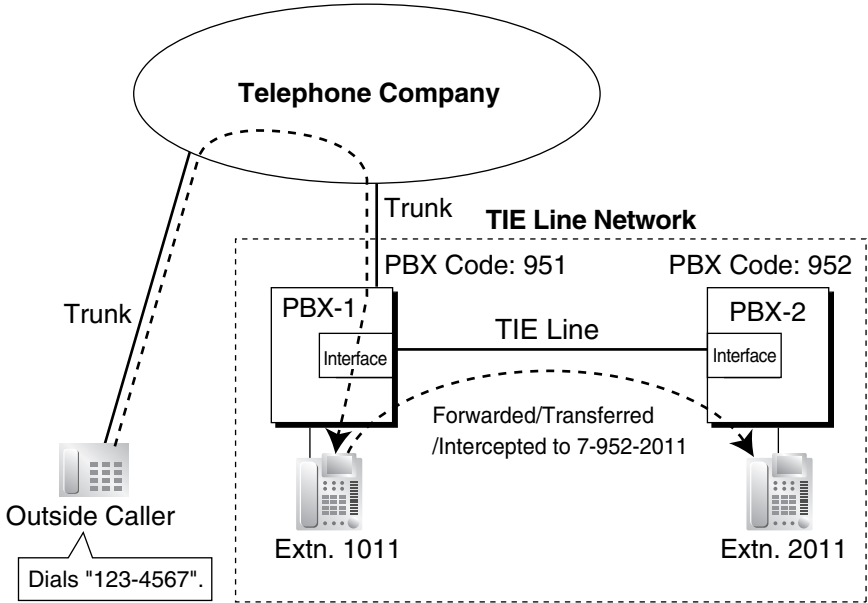 Telephone Company
Trunk
TIE Line Network
PBX Code: 951
PBX Code: 952
Trunk
PBX-1
PBX-2
TIE Line
Interface
Interface
Forwarded/Transferred
/Intercepted to 7-952-2011
Outside Caller
Extn. 1011
Extn. 2011
Dials "123-4567".